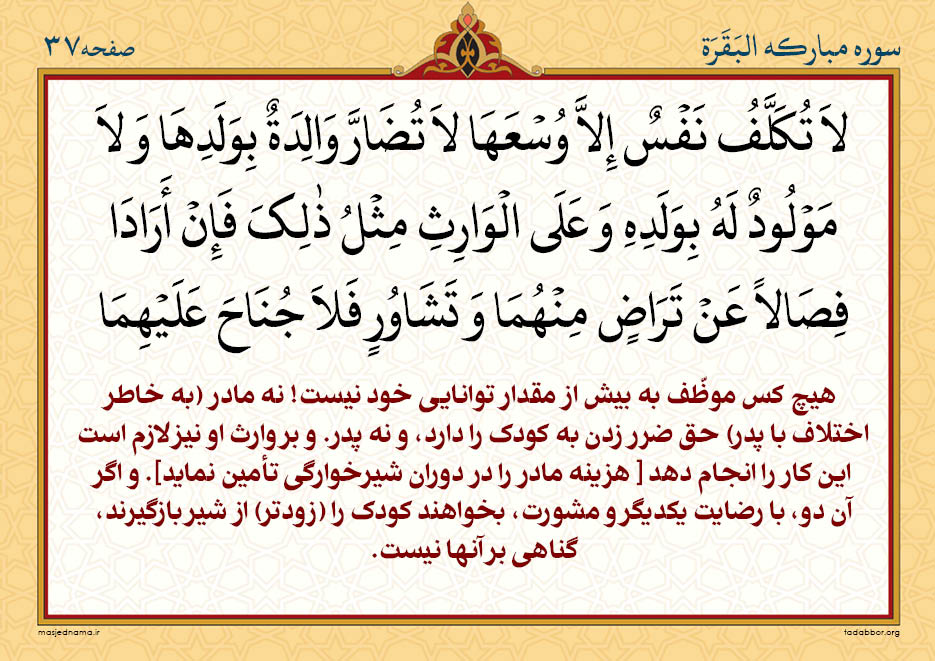 سوره مبارکه البَقَرَة
صفحه۳۷
لاَ تُکَلَّفُ نَفْسٌ إِلاَّ وُسْعَهَا لاَ تُضَارَّ وَالِدَةٌ بِوَلَدِهَا وَ لاَ
مَوْلُودٌ لَهُ بِوَلَدِهِ وَ عَلَى الْوَارِثِ مِثْلُ ذٰلِکَ فَإِنْ أَرَادَا
فِصَالاً عَنْ تَرَاضٍ مِنْهُمَا وَ تَشَاوُرٍ فَلاَ جُنَاحَ عَلَيْهِمَا
هیچ کس موظّف به بیش از مقدار توانایی خود نیست! نه مادر (به خاطر
اختلاف با پدر) حق ضرر زدن به کودک را دارد، و نه پدر. و بر وارث او نیز لازم است
این کار را انجام دهد [ هزینه مادر را در دوران شیرخوارگی تأمین نماید]. و اگر
آن دو، با رضایت یکدیگر و مشورت، بخواهند کودک را (زودتر) از شیر بازگیرند،
گناهی بر آنها نیست.
masjednama.ir
tadabbor.org